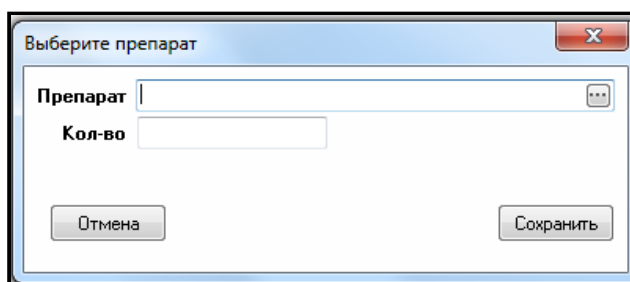 Выберите препарат
Препарат
Кол-во
Отмена Сохранить